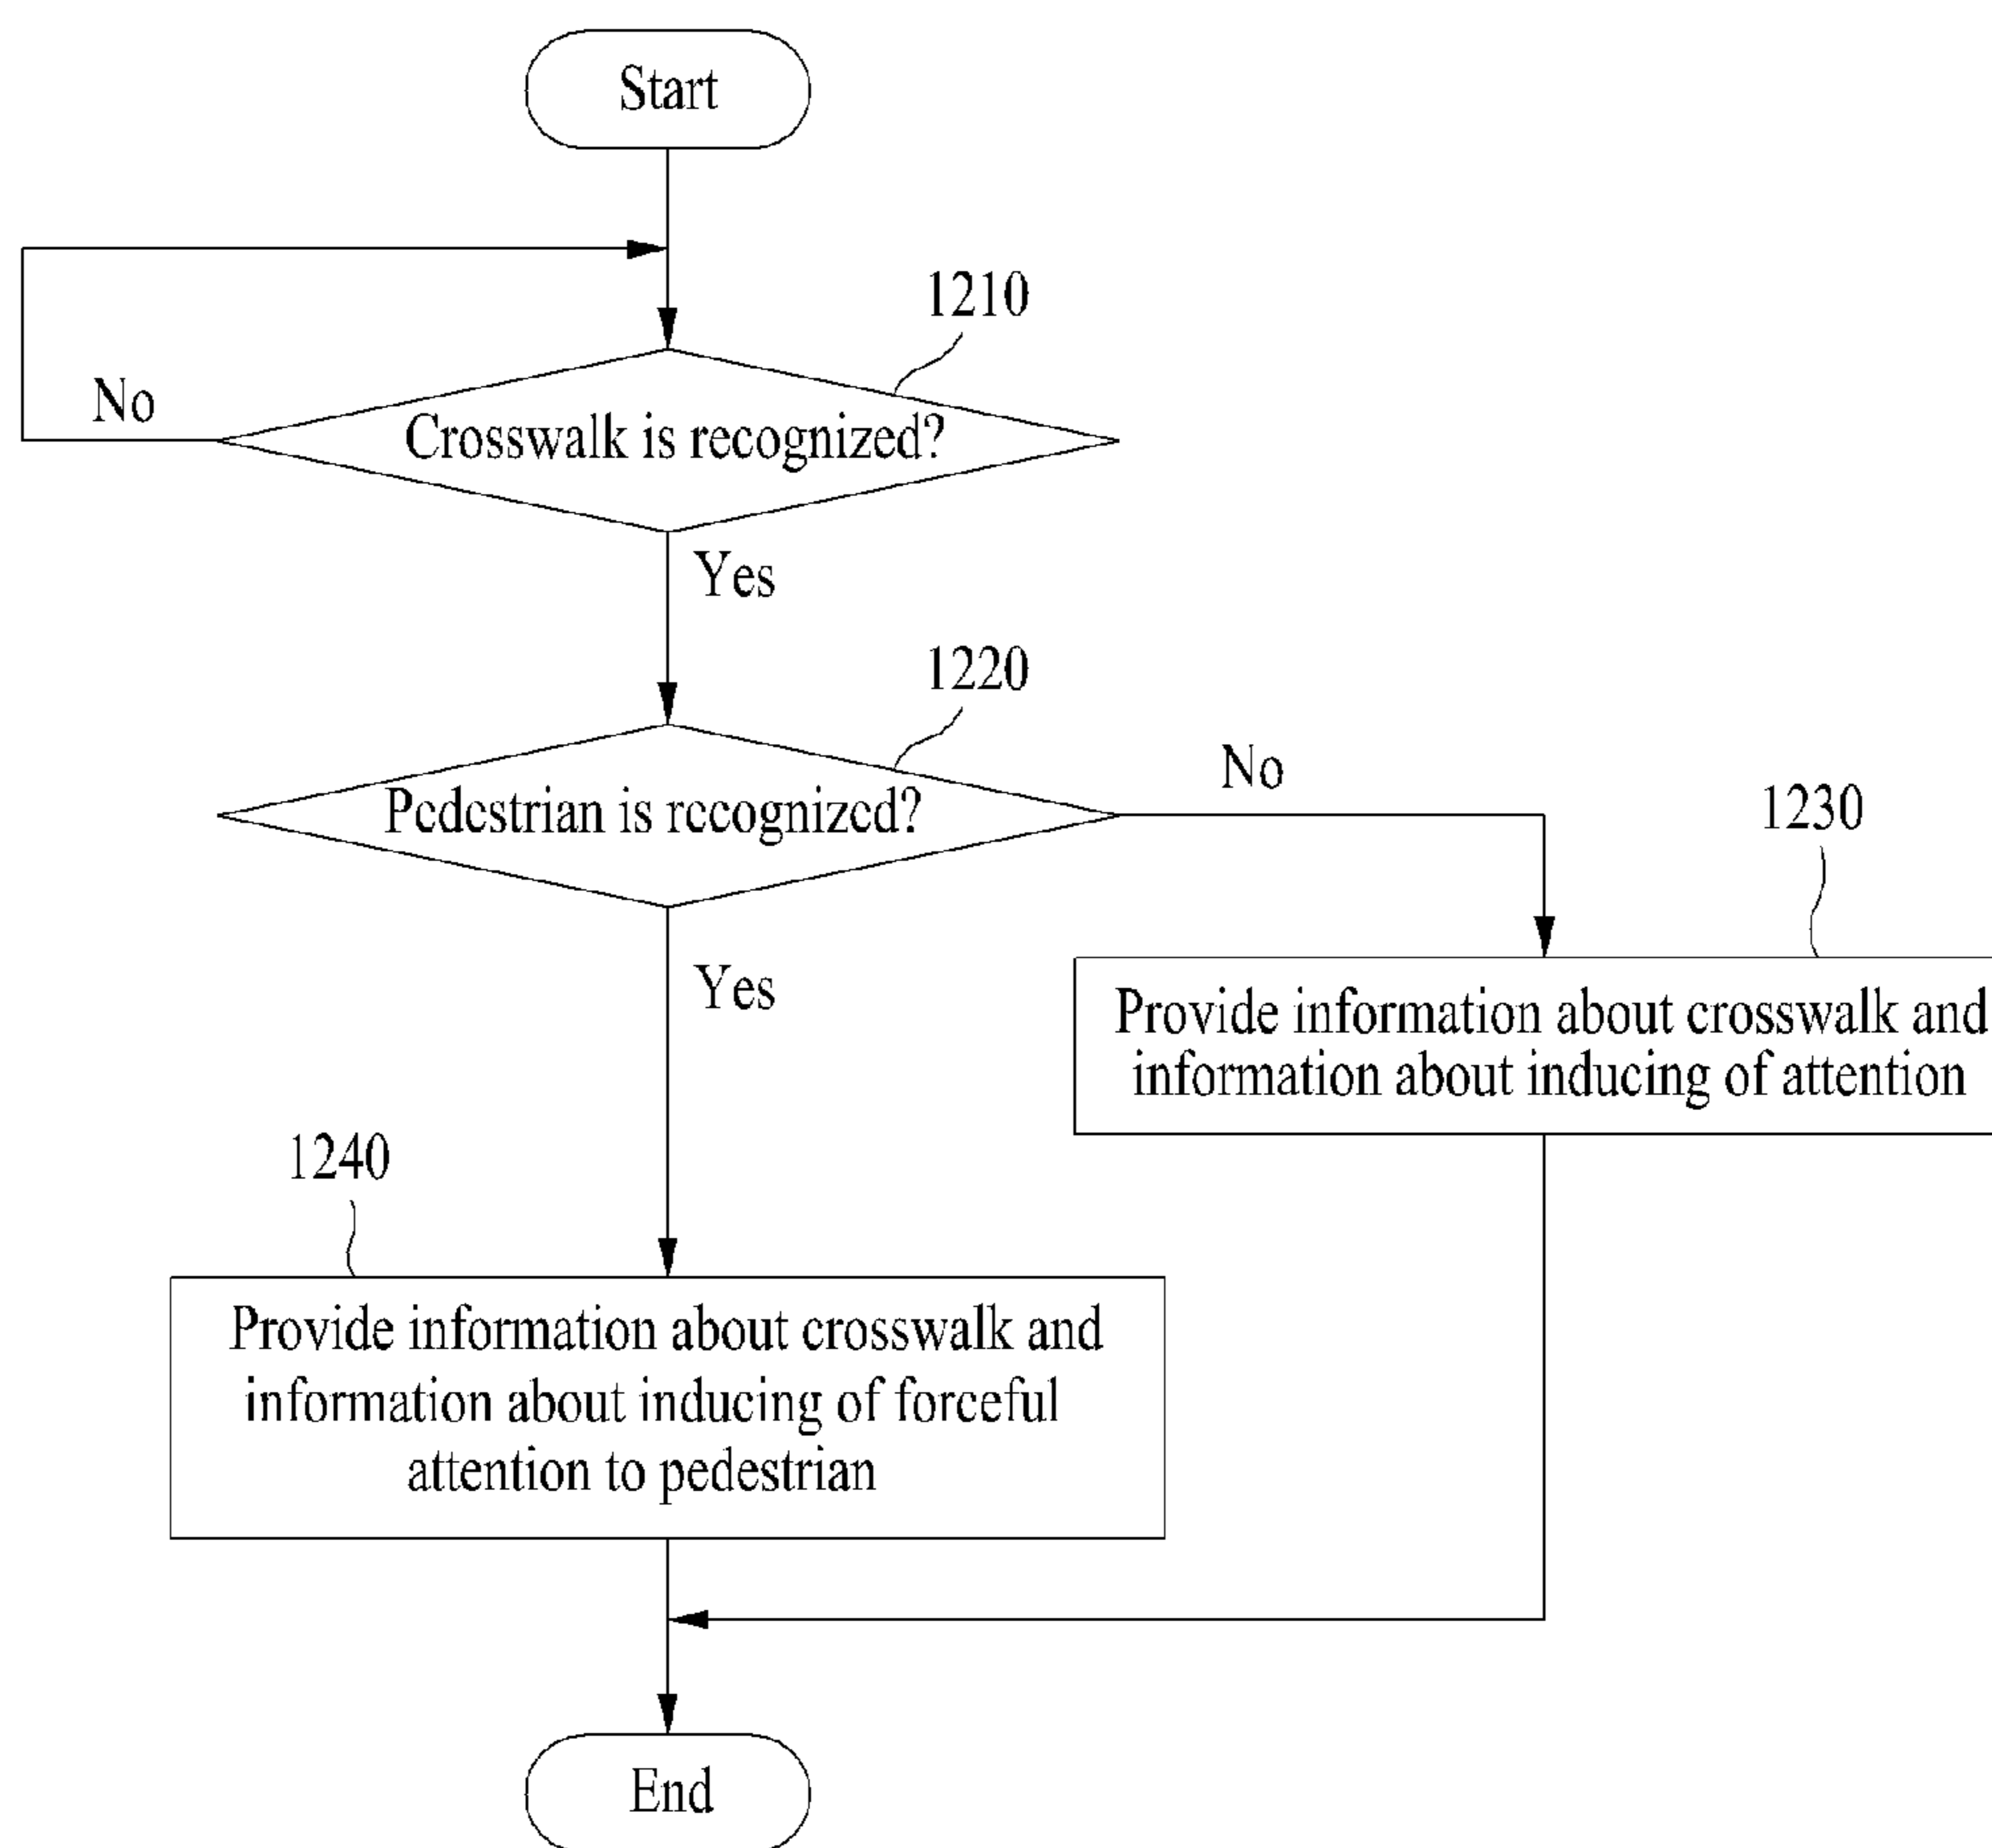 Start
1210
No
Crosswalk is recognized?
Yes
1220
Pedestrian is recognized?
No
1230
Yes
Provide information about crosswalk and
information about inducing of attention
1240
Provide information about crosswalk and
information about inducing of forceful
attention to pedestrian
End